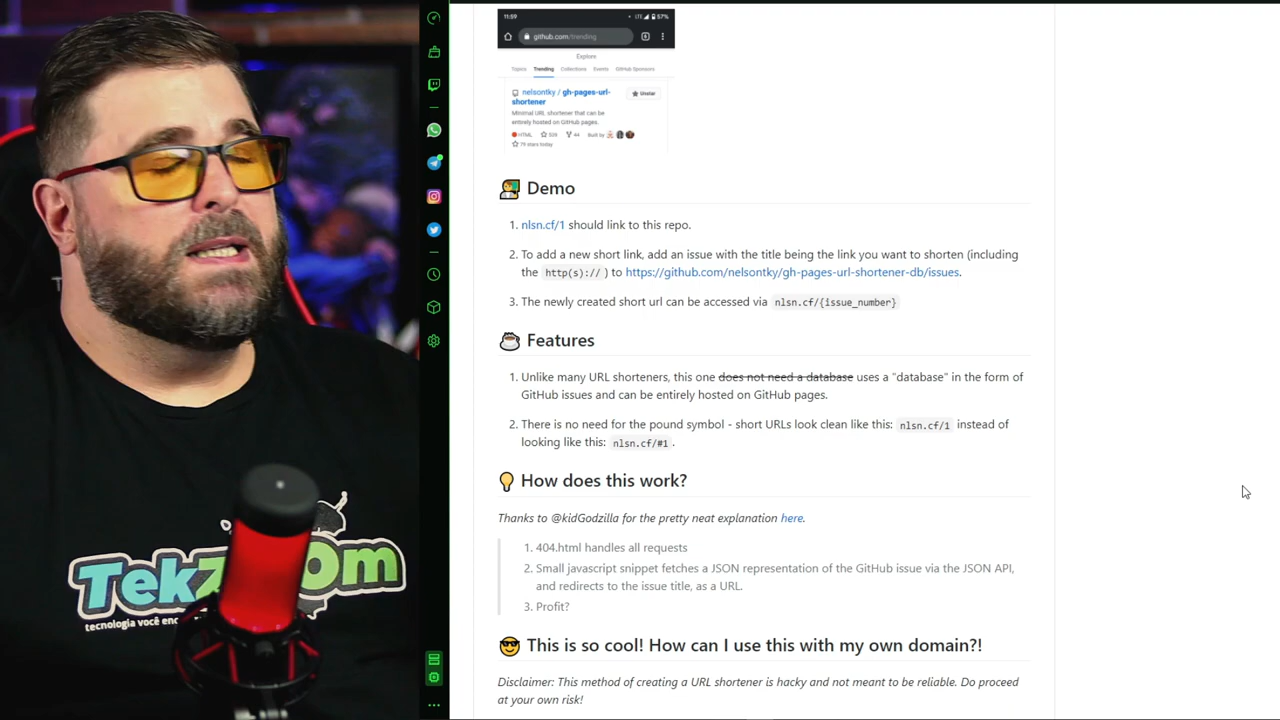 11:59
LTE
57%
github.com/trending
Explore
Topics Trending Collections Events GitHub Sponsors
nelsontky / gh-pages-url-
shortener
Unstar
Minimal URL shortener that can be
entirely hosted on GitHub pages.
HTML 509 44 Built by
79 stars today
Demo
1. nlsn.cf/1 should link to this repo.
2. To add a new short link, add an issue with the title being the link you want to shorten (including
the http(s):// ) to https://github.com/nelsontky/gh-pages-url-shortener-db/issues.
3. The newly created short url can be accessed via nlsn.cf/{issue_number}
Features
1. Unlike many URL shorteners, this one does not need a database uses a "database" in the form of
GitHub issues and can be entirely hosted on GitHub pages.
2. There is no need for the pound symbol - short URLs look clean like this: nlsn.cf/1 instead of
looking like this: nlsn.cf/#1 .
How does this work?
Thanks to @kidGodzilla for the pretty neat explanation here.
1. 404.html handles all requests
2. Small javascript snippet fetches a JSON representation of the GitHub issue via the JSON API,
and redirects to the issue title, as a URL.
3. Profit?
This is so cool! How can I use this with my own domain?!
Disclaimer: This method of creating a URL shortener is hacky and not meant to be reliable. Do proceed
at your own risk!
tecnologia você